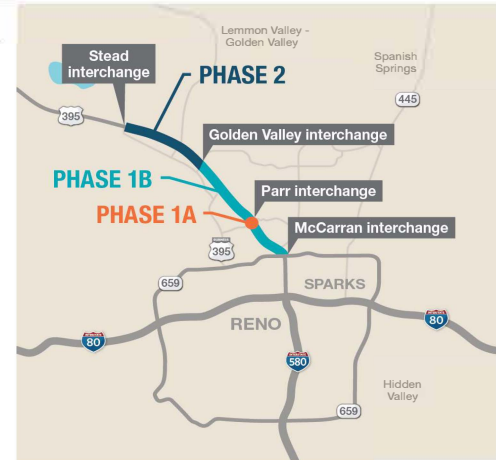 Lemmon Valley -
Golden Valley
Stead
interchange
PHASE 2
Spanish
Springs
445
395
Golden Valley interchange
PHASE 1B
Parr interchange
PHASE 1A
McCarran interchange
395
659
SPARKS
RENO
80
80
580
Hidden
Valley
659